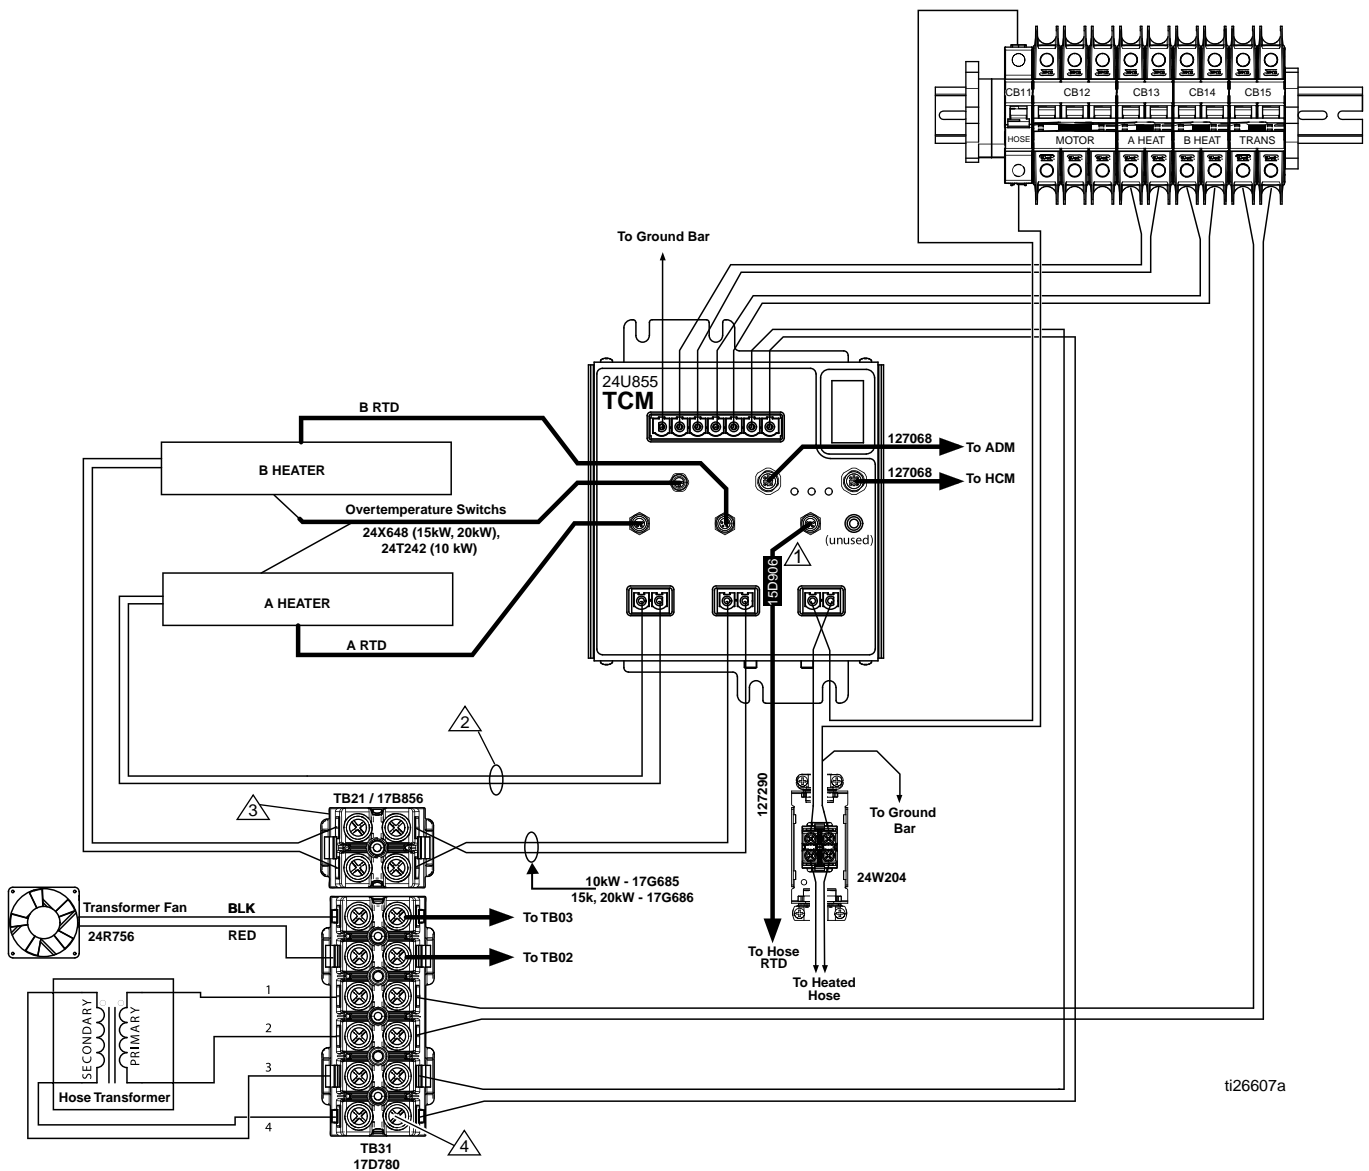 CB11
CB12
CB13
CB14
CB15
HOSE
MOTOR
A HEAT
B HEAT
TRANS
To Ground Bar
24U855
TCM
B RTD
127068
To ADM
B HEATER
127068
To HCM
Overtemperature Switchs
24X648 (15kW, 20kW),
24T242 (10 kW)
(unused)
1
15D906
A HEATER
A RTD
2
127290
TB21 / 17B856
3
To Ground
Bar
24W204
10kW - 17G685
15k, 20kW - 17G686
Transformer Fan
BLK
To TB03
24R756
RED
To TB02
To Hose
RTD
To Heated
Hose
1
SECONDARY
PRIMARY
2
3
Hose Transformer
4
4
TB31
17D780
ti26607a